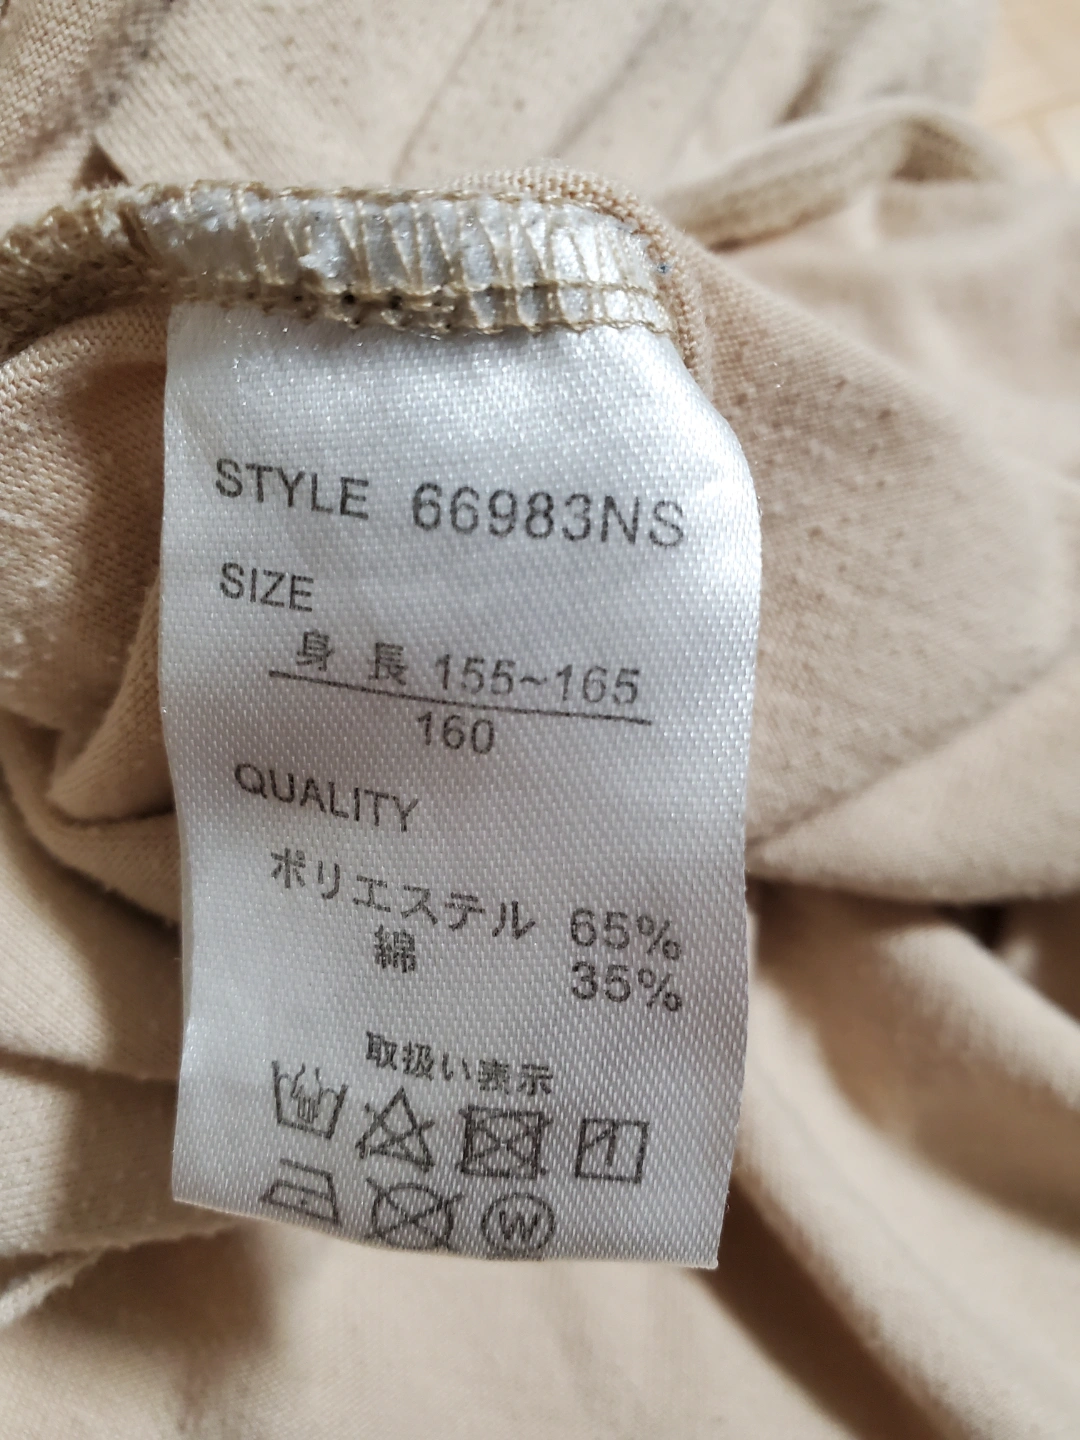 STYLE 66983NS
SIZE
身 長 155~165
160
QUALITY
ポリエステル 65%
綿 35%
取扱い表示
W